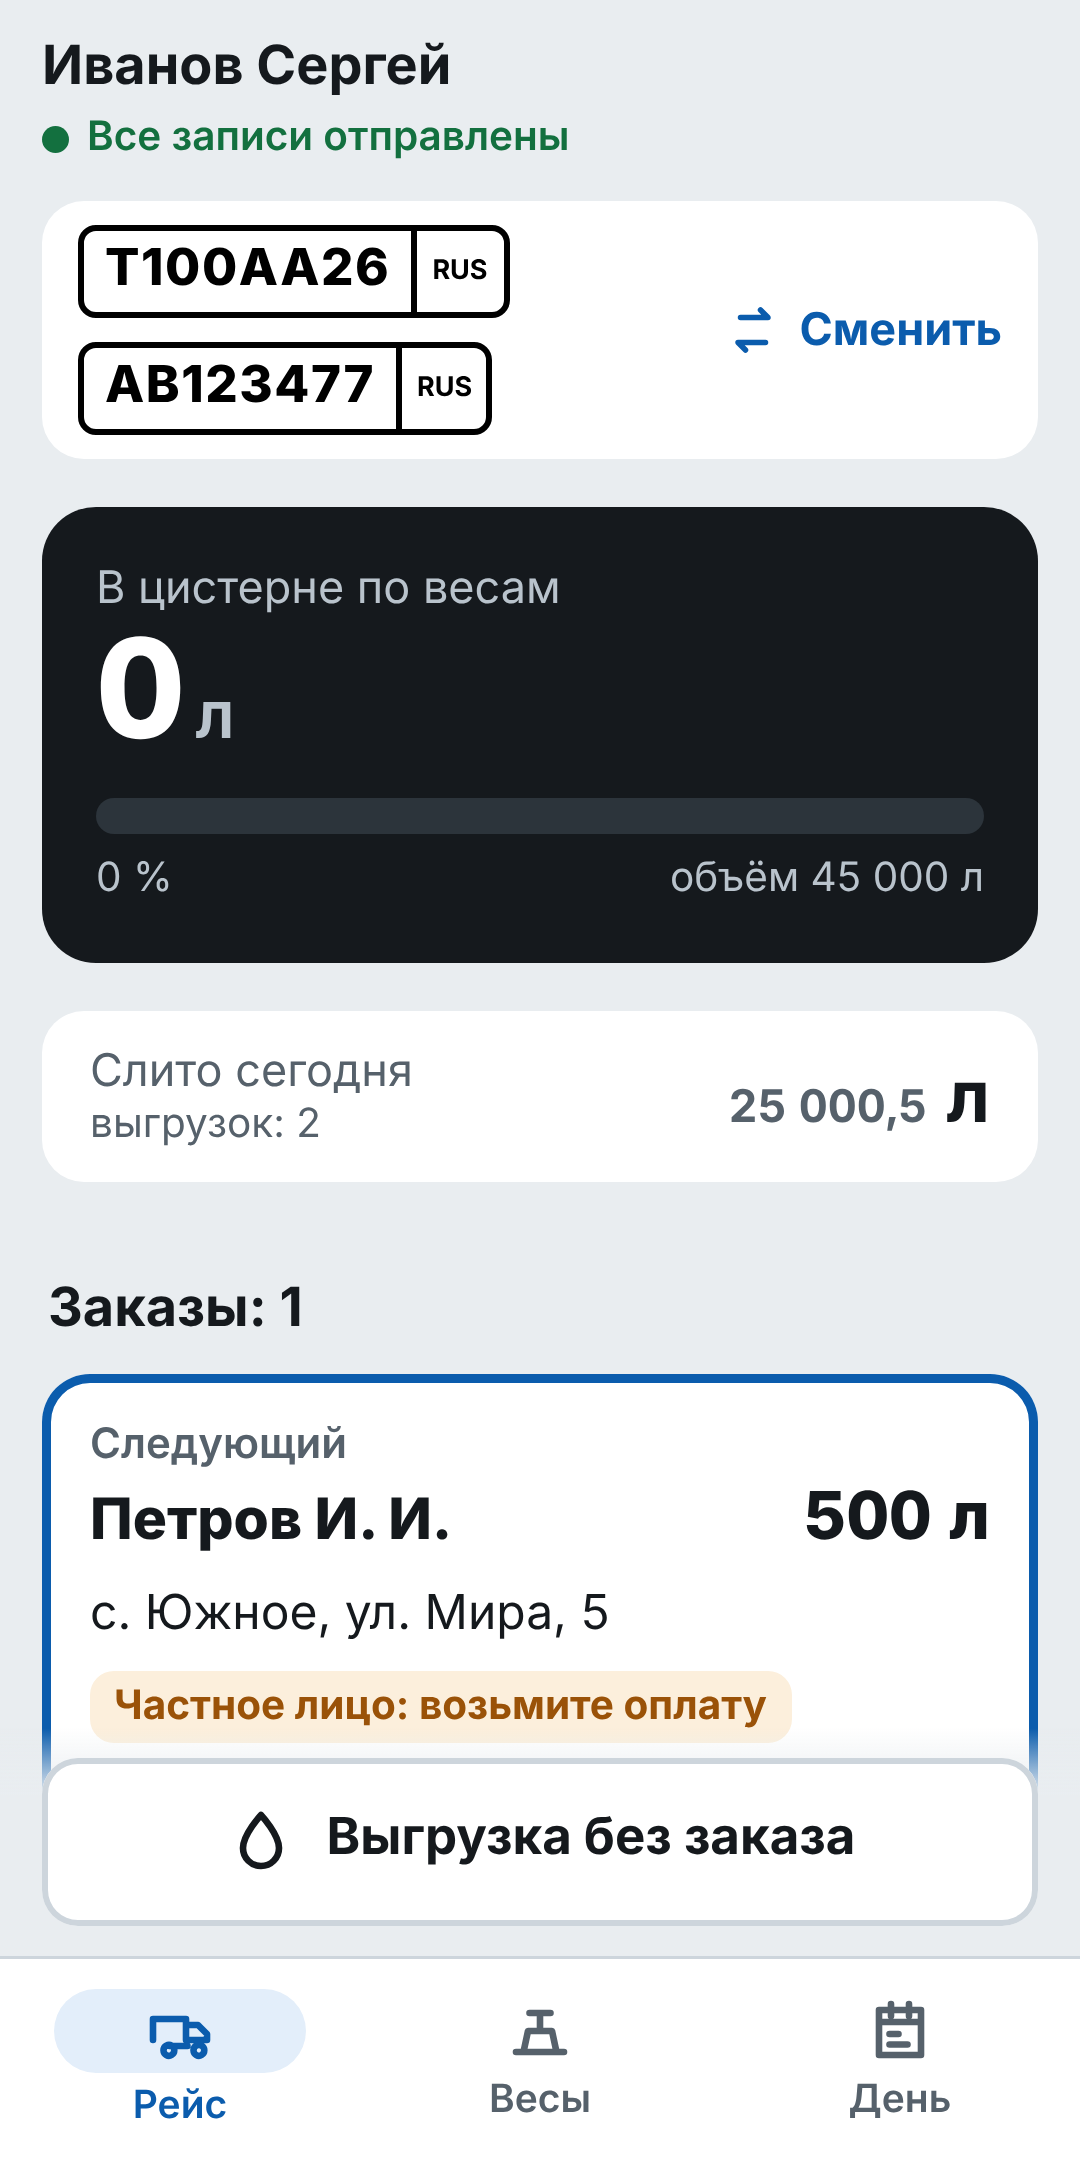 Иванов Сергей
Все записи отправлены
T100AA26 RUS
AB123477 RUS
Сменить
В цистерне по весам
0 л
0 %
объём 45 000 л
Слито сегодня
выгрузок: 2
25 000,5 л
Заказы: 1
Следующий
Петров И. И.
500 л
с. Южное, ул. Мира, 5
Частное лицо: возьмите оплату
Выгрузка без заказа
Рейс
Весы
День